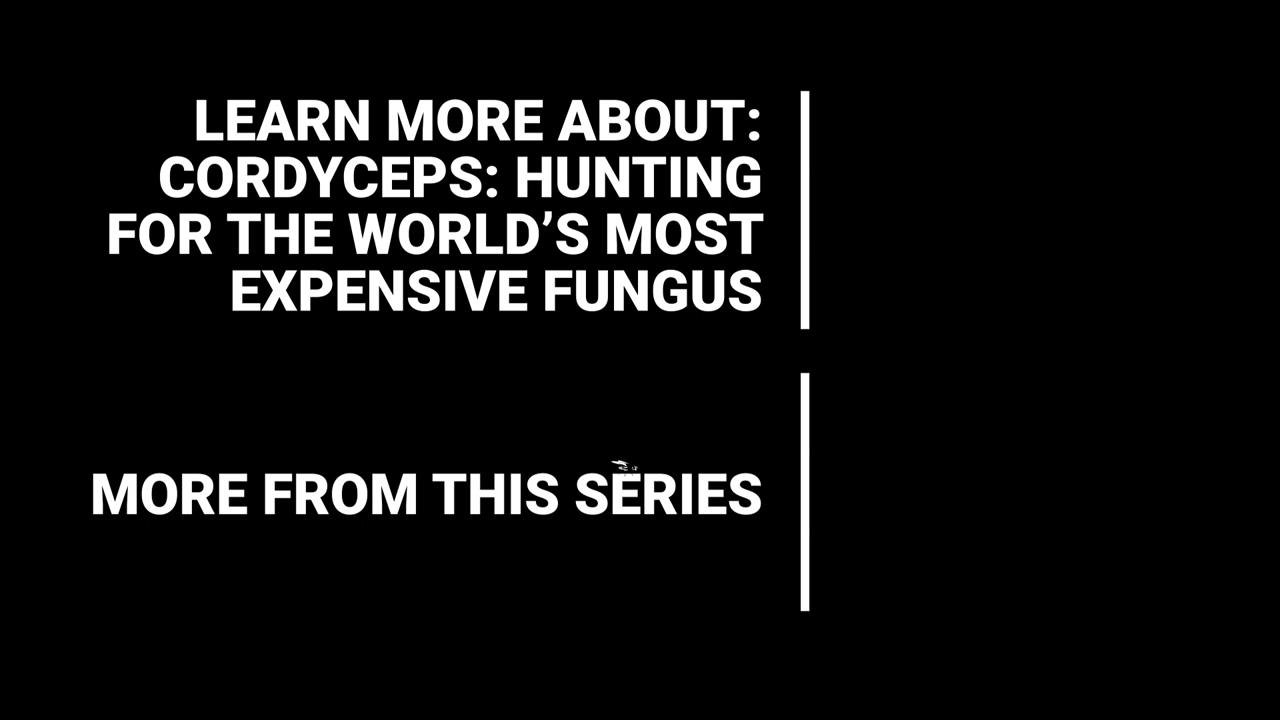 LEARN MORE ABOUT:
CORDYCEPS: HUNTING
FOR THE WORLD’S MOST
EXPENSIVE FUNGUS
MORE FROM THIS SERIES